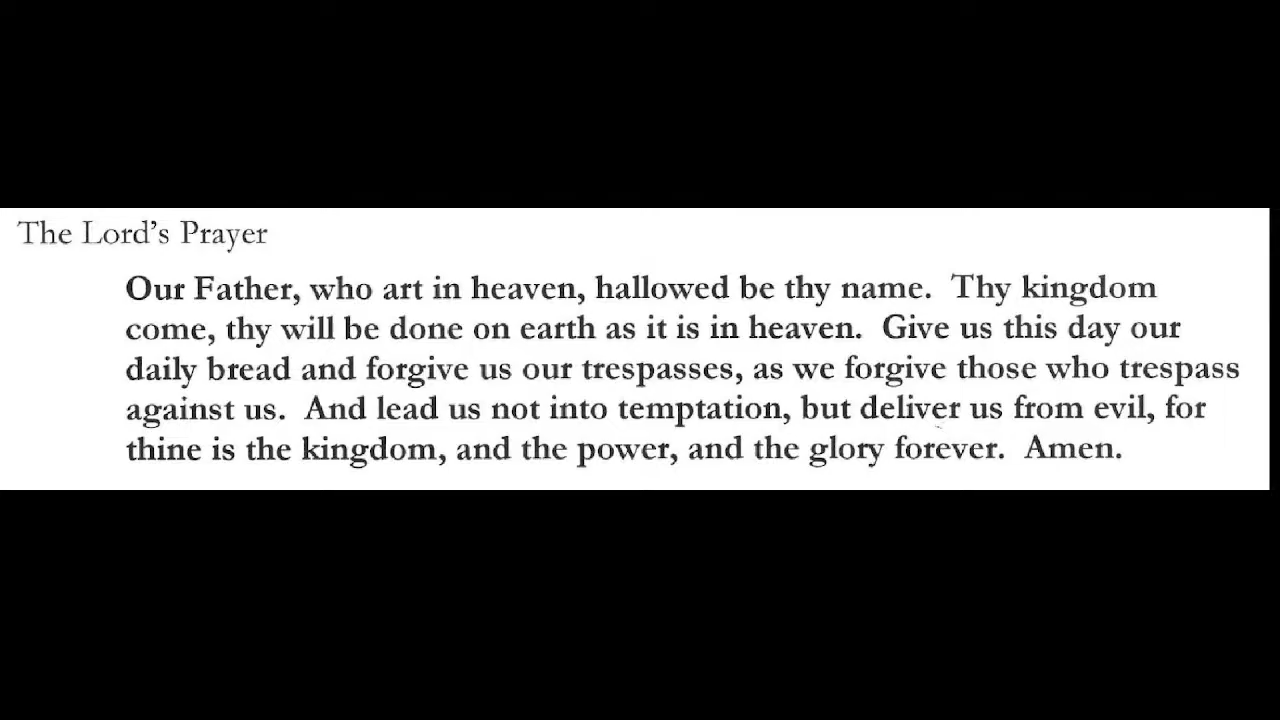 The Lord's Prayer
Our Father, who art in heaven, hallowed be thy name. Thy kingdom
come, thy will be done on earth as it is in heaven. Give us this day our
daily bread and forgive us our trespasses, as we forgive those who trespass
against us. And lead us not into temptation, but deliver us from evil, for
thine is the kingdom, and the power, and the glory forever. Amen.